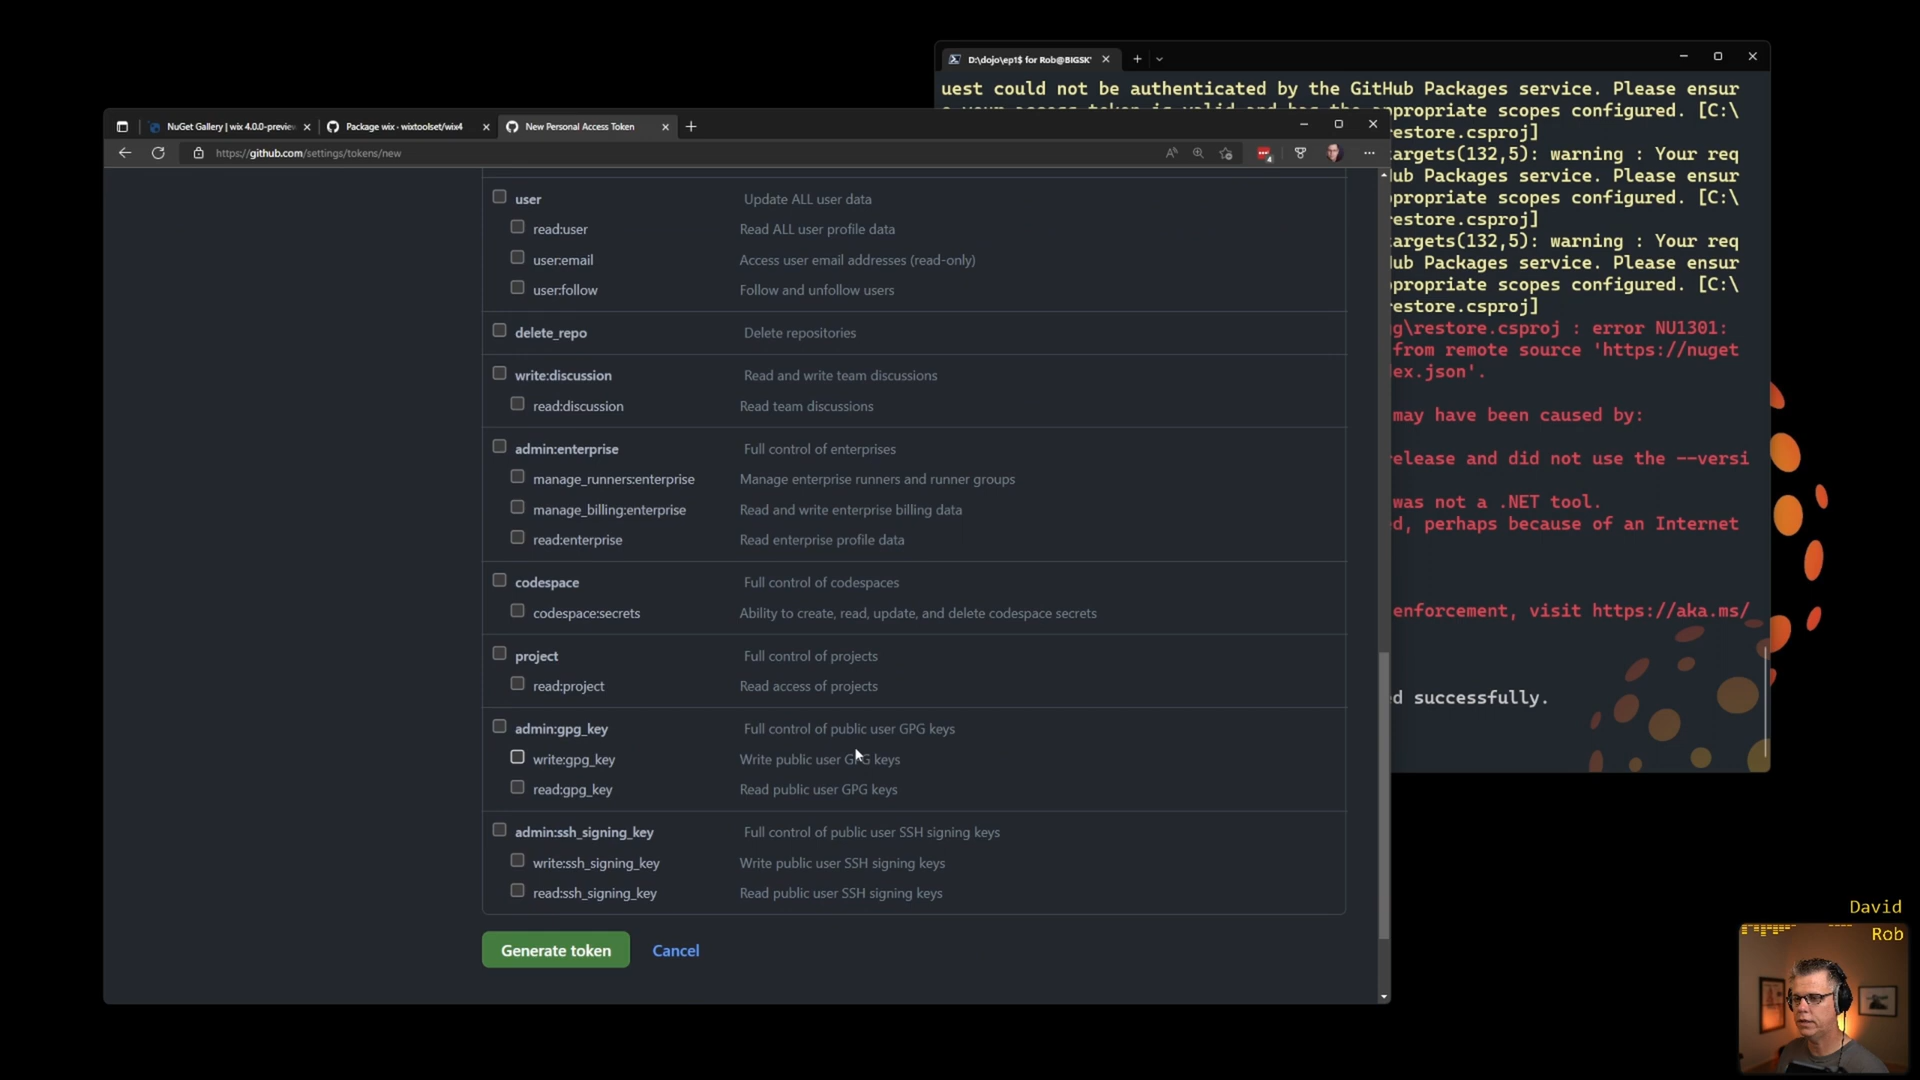 D:\dojo\ep1$ for Rob@BIGSK
uest could not be authenticated by the GitHub Packages service. Please ensur
propriate scopes configured. [C:\
restore.csproj]
argets(132,5): warning : Your req
ub Packages service. Please ensur
propriate scopes configured. [C:\
restore.csproj]
argets(132,5): warning : Your req
ub Packages service. Please ensur
propriate scopes configured. [C:\
restore.csproj]
g\restore.csproj : error NU1301:
from remote source 'https://nuget
ex.json'.
may have been caused by:
elease and did not use the --versi
was not a .NET tool.
d, perhaps because of an Internet
enforcement, visit https://aka.ms/
d successfully.
NuGet Gallery | wix 4.0.0-preview
Package wix · wixtoolset/wix4
New Personal Access Token
https://github.com/settings/tokens/new
user Update ALL user data
read:user Read ALL user profile data
user:email Access user email addresses (read-only)
user:follow Follow and unfollow users
delete_repo Delete repositories
write:discussion Read and write team discussions
read:discussion Read team discussions
admin:enterprise Full control of enterprises
manage_runners:enterprise Manage enterprise runners and runner groups
manage_billing:enterprise Read and write enterprise billing data
read:enterprise Read enterprise profile data
codespace Full control of codespaces
codespace:secrets Ability to create, read, update, and delete codespace secrets
project Full control of projects
read:project Read access of projects
admin:gpg_key Full control of public user GPG keys
write:gpg_key Write public user GPG keys
read:gpg_key Read public user GPG keys
admin:ssh_signing_key Full control of public user SSH signing keys
write:ssh_signing_key Write public user SSH signing keys
read:ssh_signing_key Read public user SSH signing keys
Generate token Cancel
David
Rob